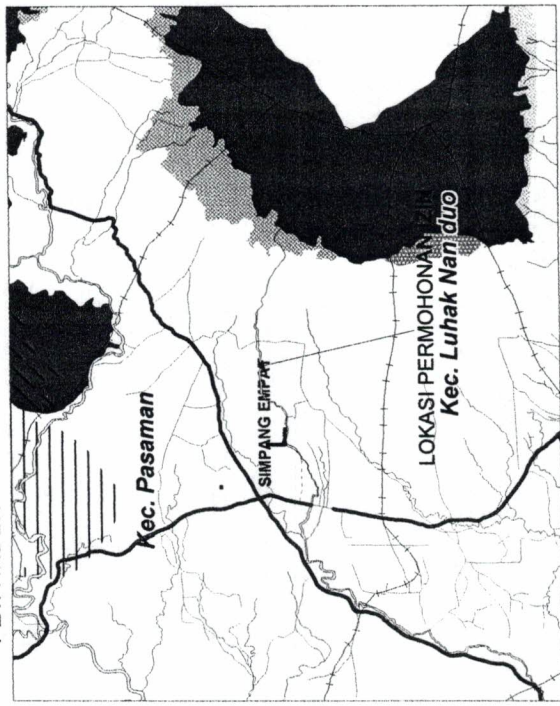 Kec. Pasaman
SIMPANG EMPAT
LOKASI PERMOHONAN IZIN
Kec. Luhak Nan duo